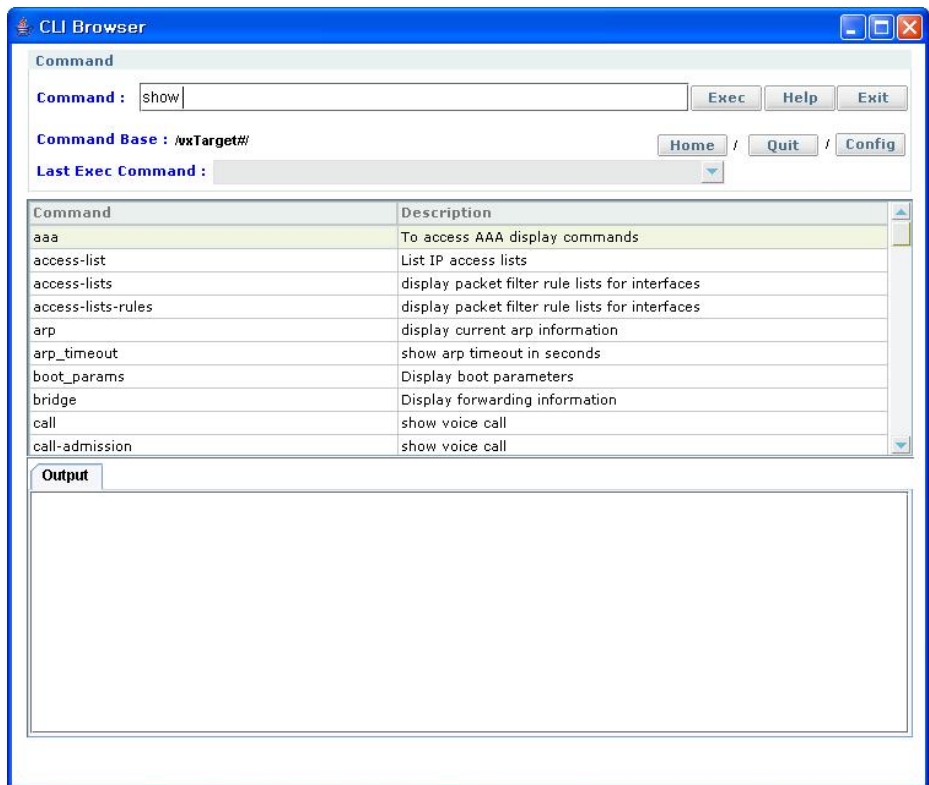 CLI Browser
Command
Command : show Exec Help Exit
Command Base : /vxTarget#/ Home / Quit / Config
Last Exec Command :
Command Description
aaa To access AAA display commands
access-list List IP access lists
access-lists display packet filter rule lists for interfaces
access-lists-rules display packet filter rule lists for interfaces
arp display current arp information
arp_timeout show arp timeout in seconds
boot_params Display boot parameters
bridge Display forwarding information
call show voice call
call-admission show voice call
Output